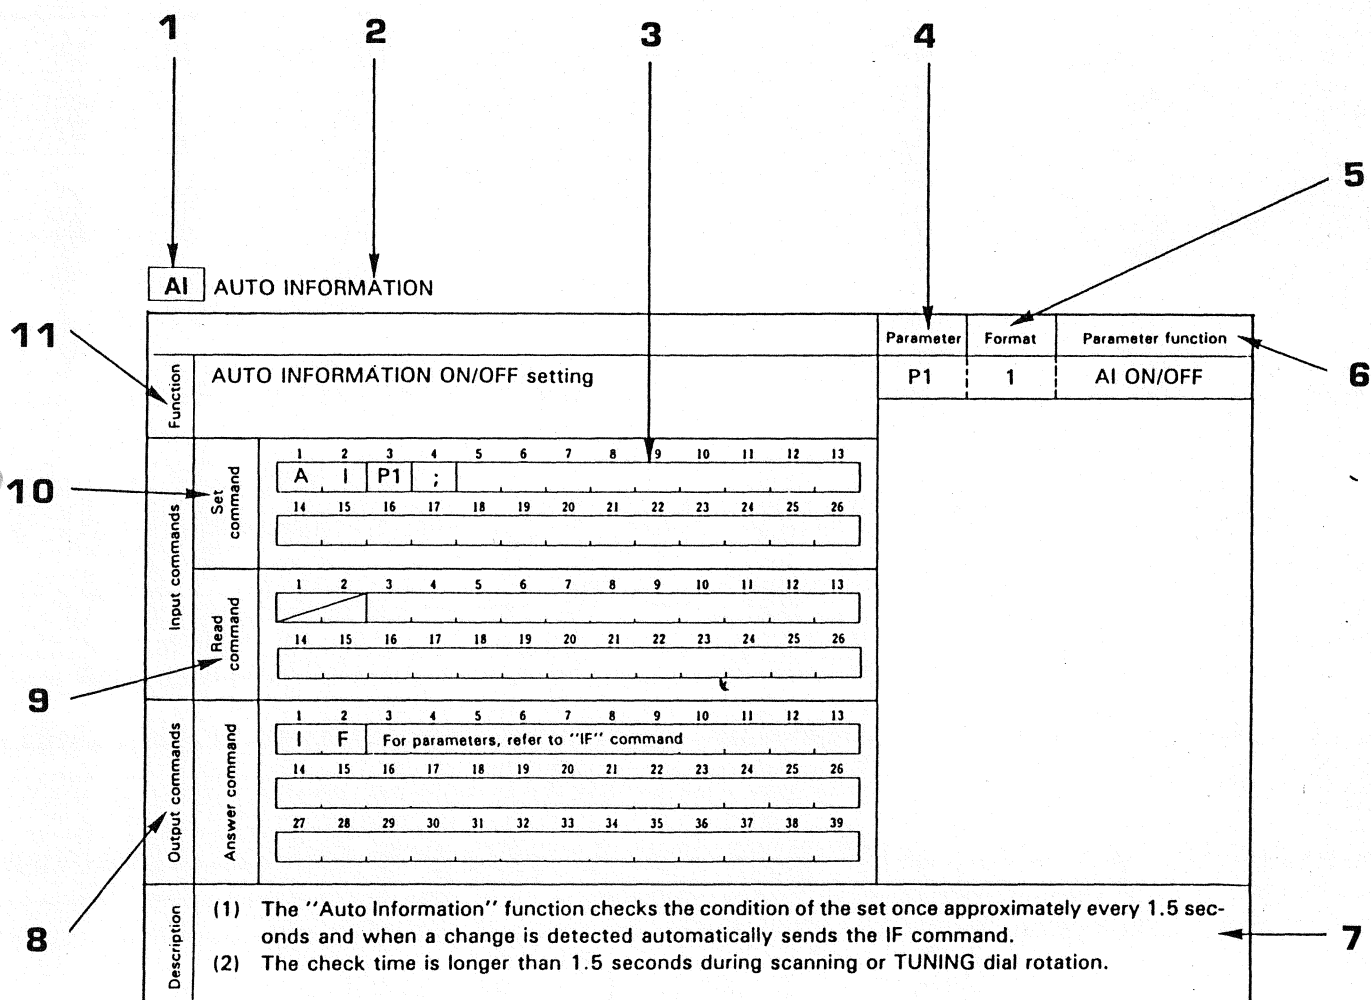 1 2 3 4
5
AI AUTO INFORMATION
11
Parameter Format Parameter function
6
Function
AUTO INFORMATION ON/OFF setting
P1 1 AI ON/OFF
10
Input commands
Set command
1 2 3 4 5 6 7 8 9 10 11 12 13
A I P1 ;
14 15 16 17 18 19 20 21 22 23 24 25 26
Read command
1 2 3 4 5 6 7 8 9 10 11 12 13
14 15 16 17 18 19 20 21 22 23 24 25 26
9
Output commands
Answer command
1 2 3 4 5 6 7 8 9 10 11 12 13
I F For parameters, refer to "IF" command
14 15 16 17 18 19 20 21 22 23 24 25 26
27 28 29 30 31 32 33 34 35 36 37 38 39
8
Description
(1) The "Auto Information" function checks the condition of the set once approximately every 1.5 sec-
onds and when a change is detected automatically sends the IF command.
7
(2) The check time is longer than 1.5 seconds during scanning or TUNING dial rotation.